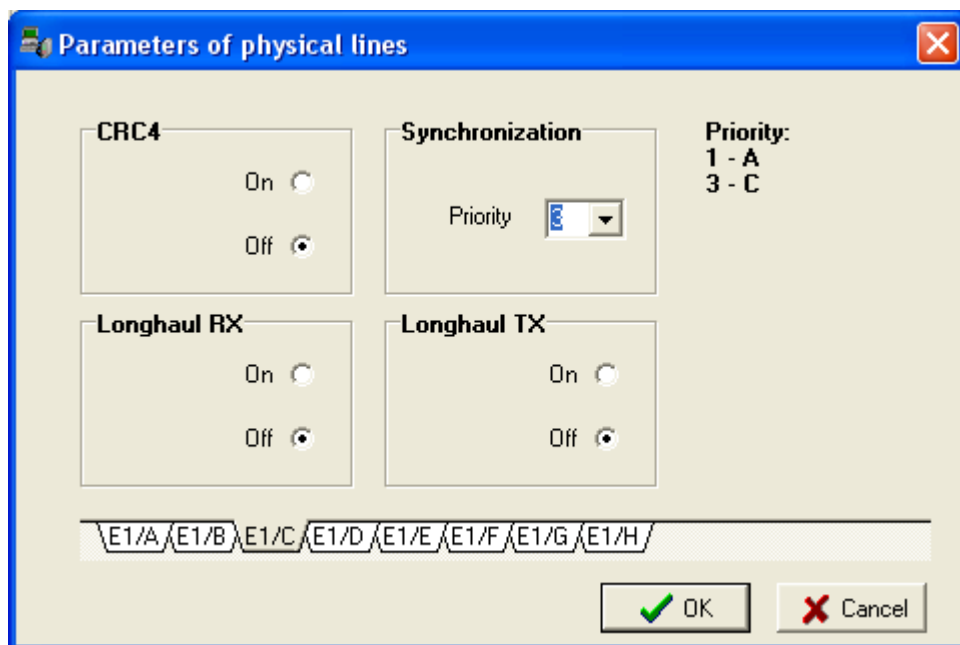 Parameters of physical lines
CRC4
On
Off
Synchronization
Priority 3
Priority:
1 - A
3 - C
Longhaul RX
On
Off
Longhaul TX
On
Off
E1/A E1/B E1/C E1/D E1/E E1/F E1/G E1/H
OK Cancel